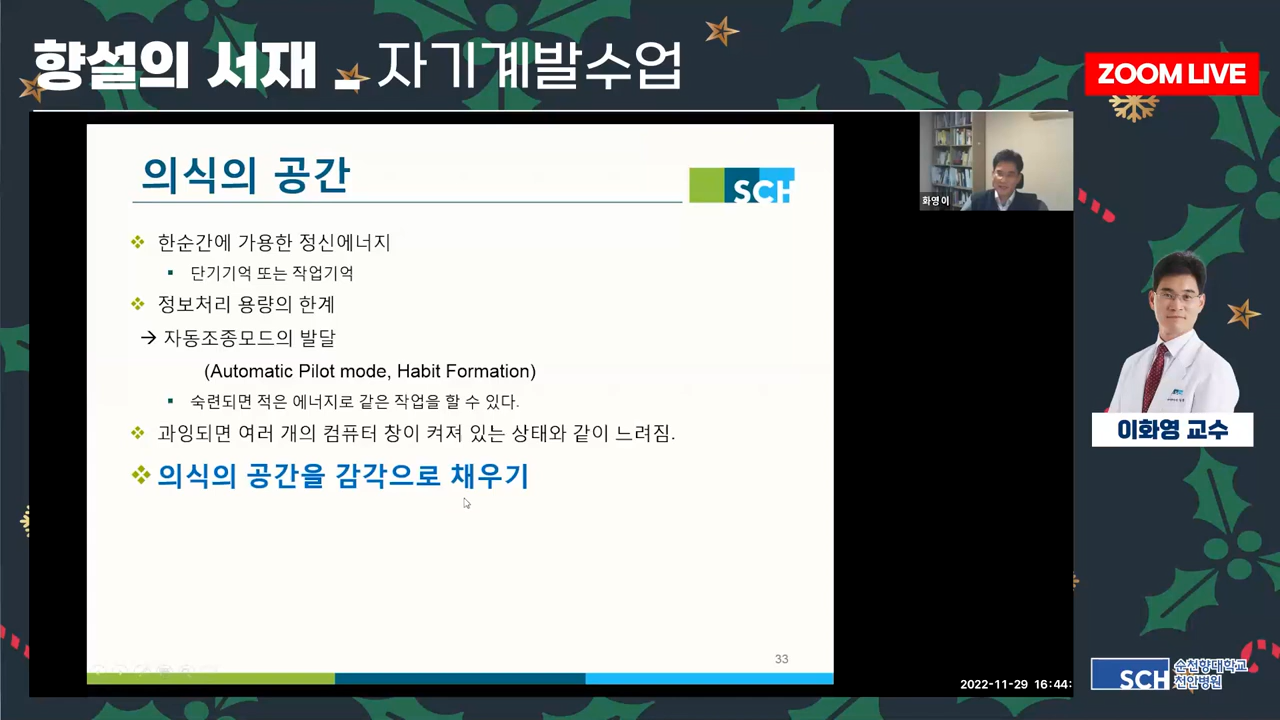 향설의 서재 _ 자기계발수업
ZOOM LIVE
의식의 공간
SCH
화영이
한순간에 가용한 정신에너지
단기기억 또는 작업기억
정보처리 용량의 한계
→ 자동조종모드의 발달
(Automatic Pilot mode, Habit Formation)
숙련되면 적은 에너지로 같은 작업을 할 수 있다.
과잉되면 여러 개의 컴퓨터 창이 켜져 있는 상태와 같이 느려짐.
의식의 공간을 감각으로 채우기
이화영 교수
33
2022-11-29 16:44:
SCH 순천향대학교
천안병원